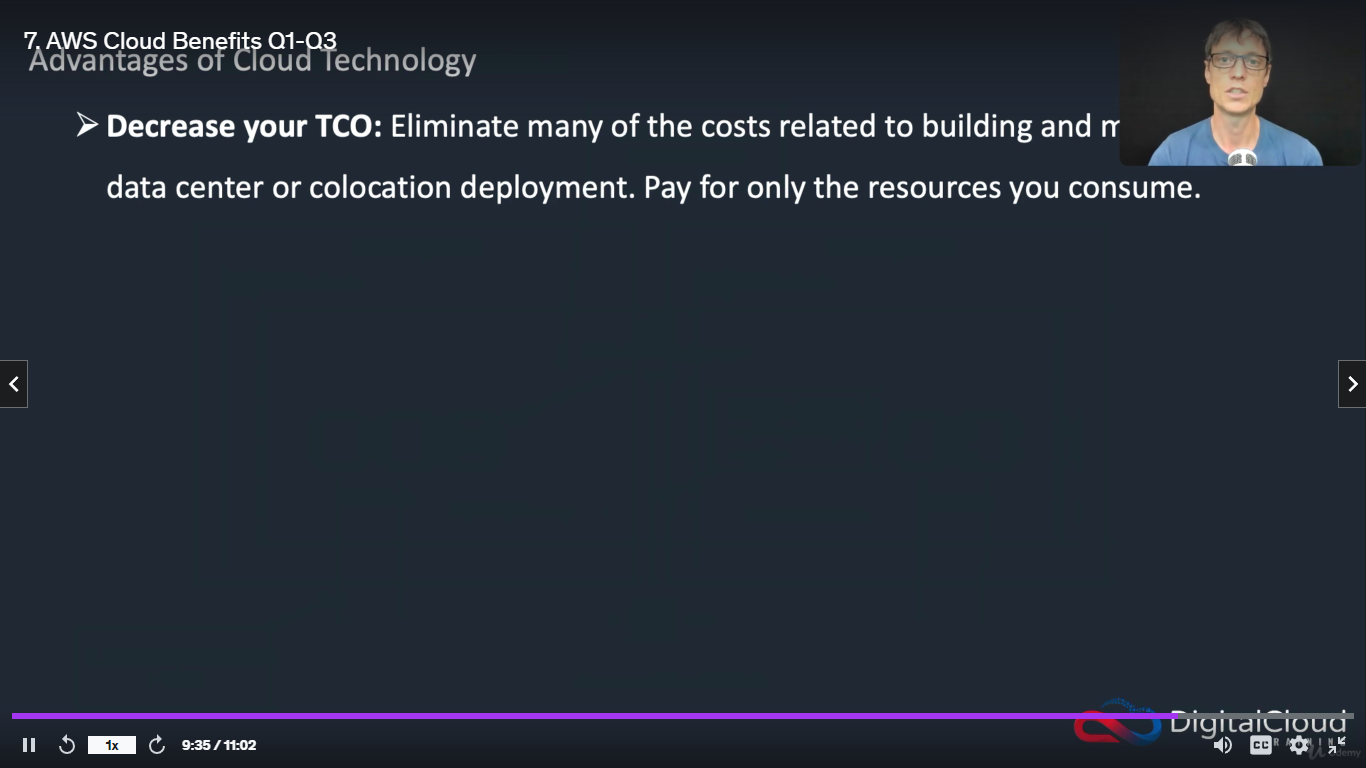 7. AWS Cloud Benefits Q1-Q3
Advantages of Cloud Technology
Decrease your TCO: Eliminate many of the costs related to building and m
data center or colocation deployment. Pay for only the resources you consume.
DigitalCloud
1x
9:35 / 11:02
CC